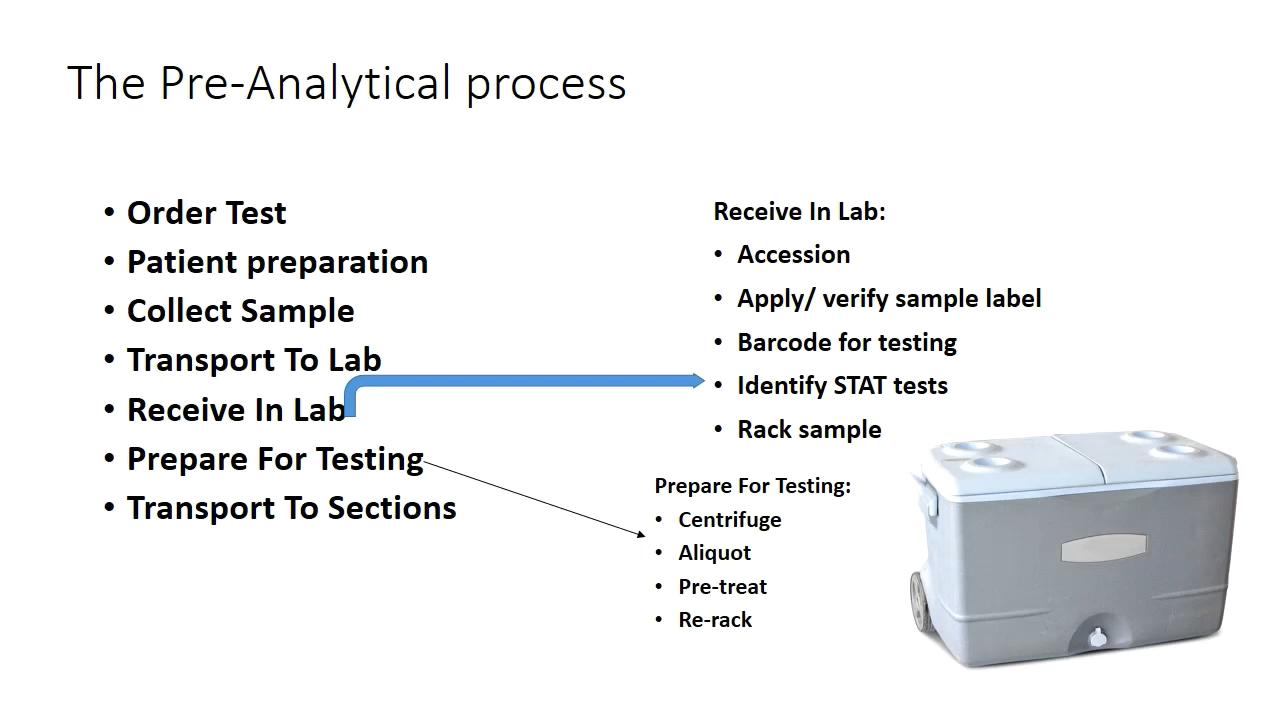 The Pre-Analytical process
• Order Test
• Patient preparation
• Collect Sample
• Transport To Lab
• Receive In Lab
• Prepare For Testing
• Transport To Sections
Receive In Lab:
• Accession
• Apply/ verify sample label
• Barcode for testing
• Identify STAT tests
• Rack sample
Prepare For Testing:
• Centrifuge
• Aliquot
• Pre-treat
• Re-rack